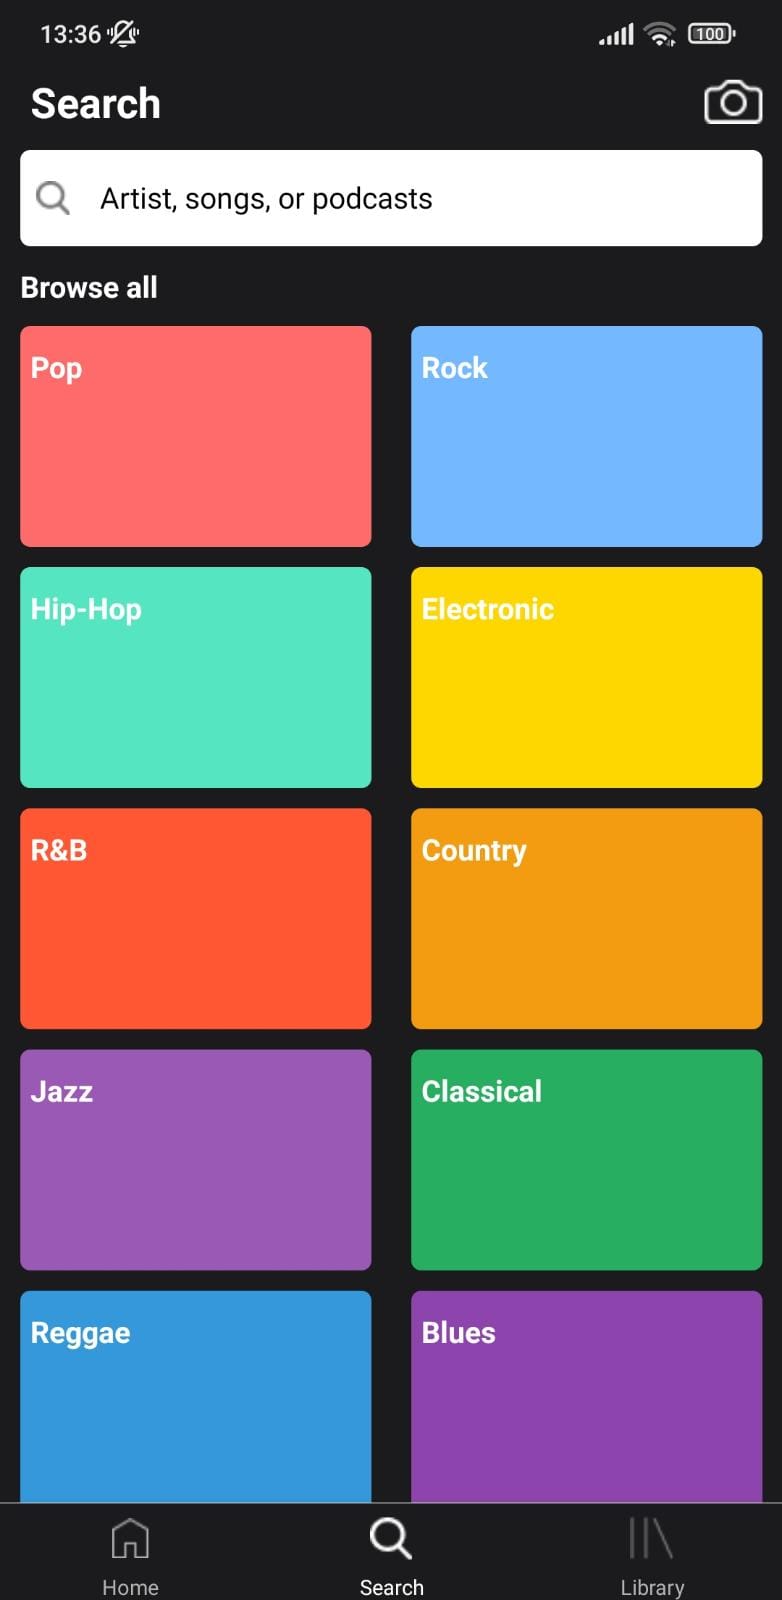 13:36
100
Search
Artist, songs, or podcasts
Browse all
Pop
Rock
Hip-Hop
Electronic
R&B
Country
Jazz
Classical
Reggae
Blues
Home
Search
Library